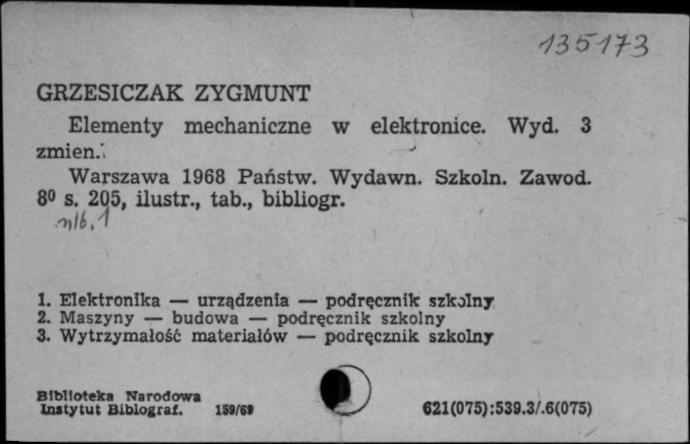 135173
GRZESICZAK ZYGMUNT
Elementy mechaniczne w elektronice. Wyd. 3
zmien.
Warszawa 1968 Państw. Wydawn. Szkoln. Zawod.
8⁰ s. 205, ilustr., tab., bibliogr.
nlb. 1
1. Elektronika — urządzenia — podręcznik szkolny
2. Maszyny — budowa — podręcznik szkolny
3. Wytrzymałość materiałów — podręcznik szkolny
Biblioteka Narodowa
Instytut Bibliograf. 159/69 621(075):539.3/.6(075)